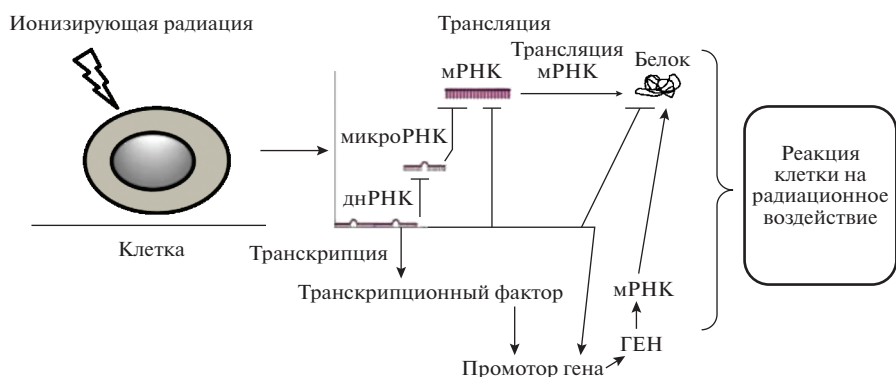 Ионизирующая радиация
Трансляция
Трансляция
мРНК
мРНК
Белок
микроРНК
днРНК
Клетка
Транскрипция
Транскрипционный фактор
Промотор гена
ГЕН
мРНК
Реакция
клетки на
радиационное
воздействие